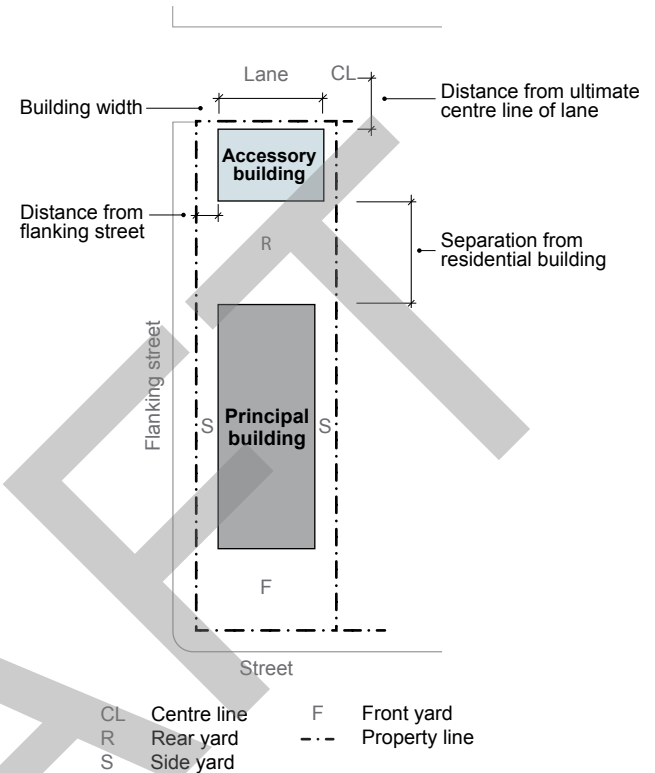 Lane
CL
Distance from ultimate
centre line of lane
Building width
Accessory
building
Distance from
flanking street
R
Separation from
residential building
Flanking street
S
Principal
building
S
F
Street
CL Centre line
F Front yard
R Rear yard
Property line
S Side yard